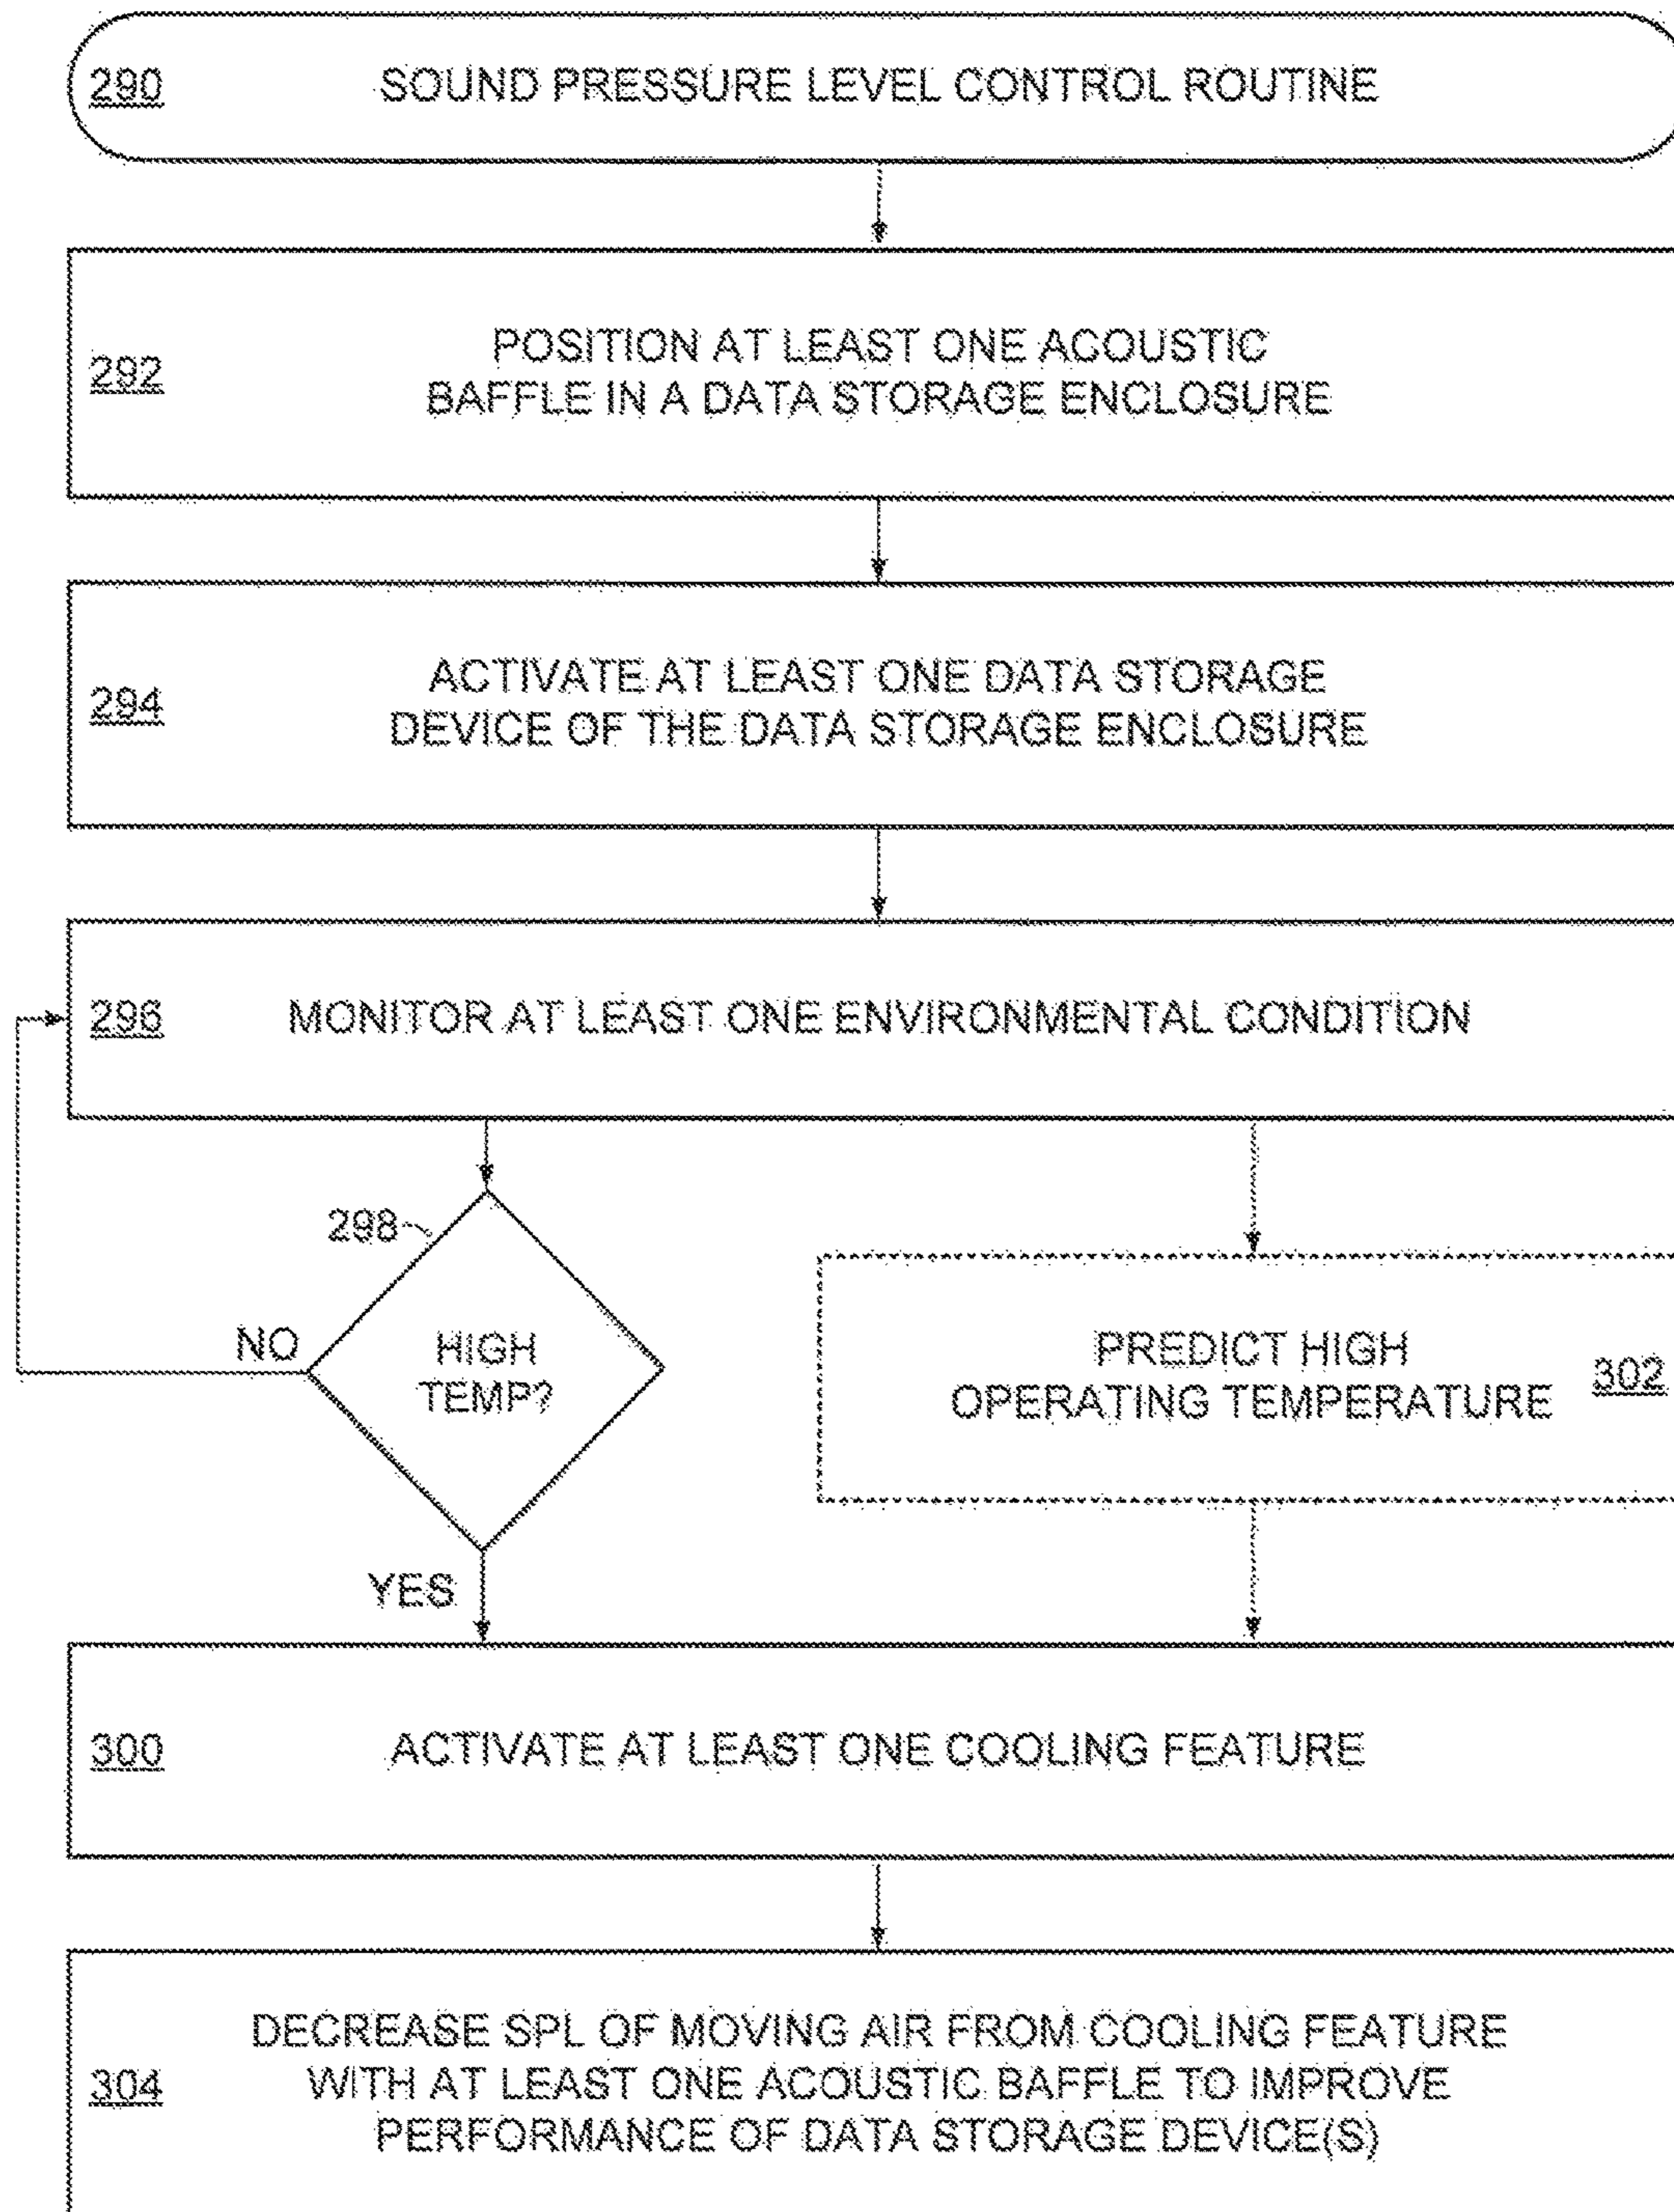 290 SOUND PRESSURE LEVEL CONTROL ROUTINE
292
POSITION AT LEAST ONE ACOUSTIC
BAFFLE IN A DATA STORAGE ENCLOSURE
294
ACTIVATE AT LEAST ONE DATA STORAGE
DEVICE OF THE DATA STORAGE ENCLOSURE
296 MONITOR AT LEAST ONE ENVIRONMENTAL CONDITION
298
NO
HIGH
TEMP?
YES
PREDICT HIGH
OPERATING TEMPERATURE
302
300 ACTIVATE AT LEAST ONE COOLING FEATURE
304
DECREASE SPL OF MOVING AIR FROM COOLING FEATURE
WITH AT LEAST ONE ACOUSTIC BAFFLE TO IMPROVE
PERFORMANCE OF DATA STORAGE DEVICE(S)